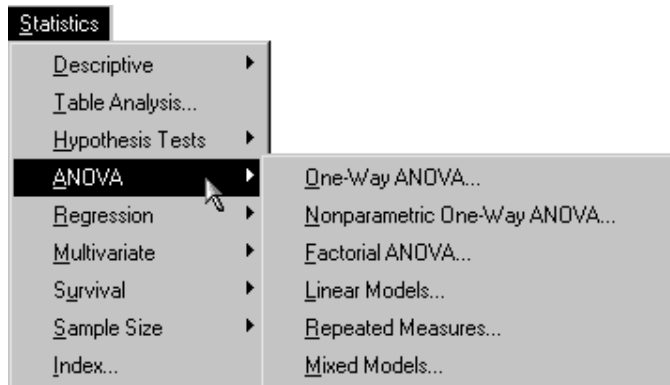 Statistics
Descriptive
Table Analysis...
Hypothesis Tests
ANOVA
Regression
Multivariate
Survival
Sample Size
Index...
One-Way ANOVA...
Nonparametric One-Way ANOVA...
Factorial ANOVA...
Linear Models...
Repeated Measures...
Mixed Models...